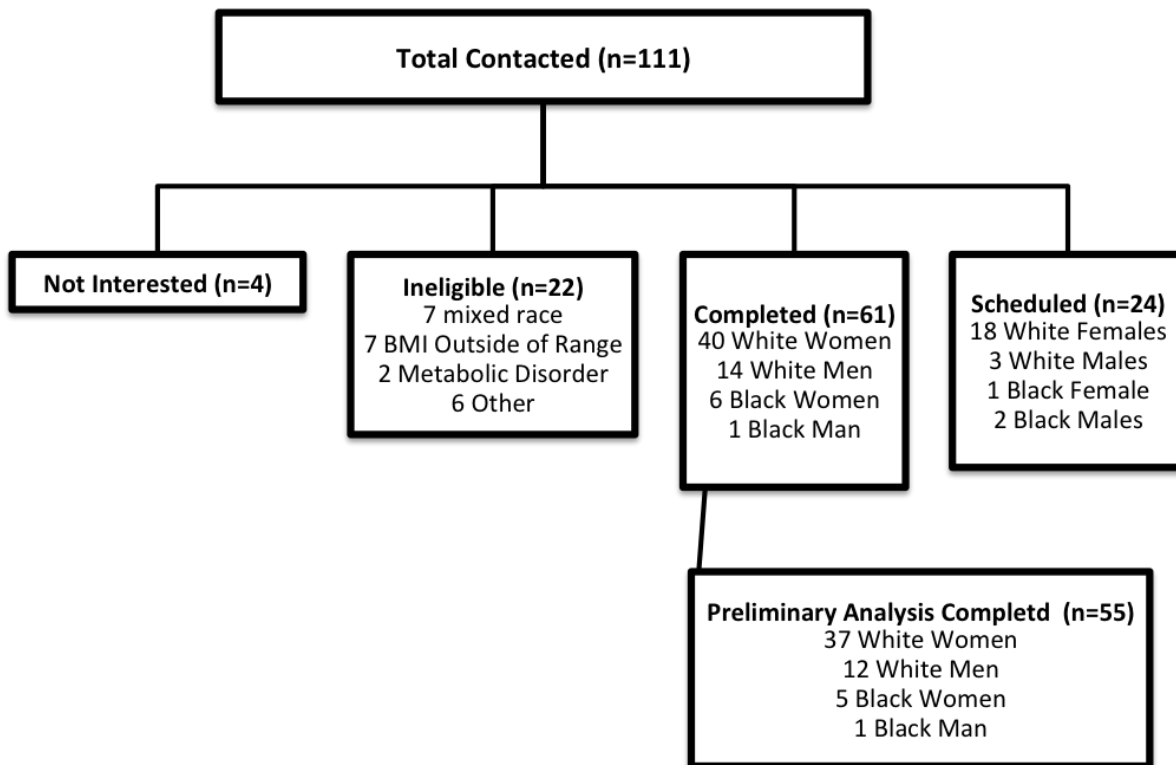 Total Contacted (n=111)
Not Interested (n=4)
Ineligible (n=22)
7 mixed race
7 BMI Outside of Range
2 Metabolic Disorder
6 Other
Completed (n=61)
40 White Women
14 White Men
6 Black Women
1 Black Man
Scheduled (n=24)
18 White Females
3 White Males
1 Black Female
2 Black Males
Preliminary Analysis Completd (n=55)
37 White Women
12 White Men
5 Black Women
1 Black Man